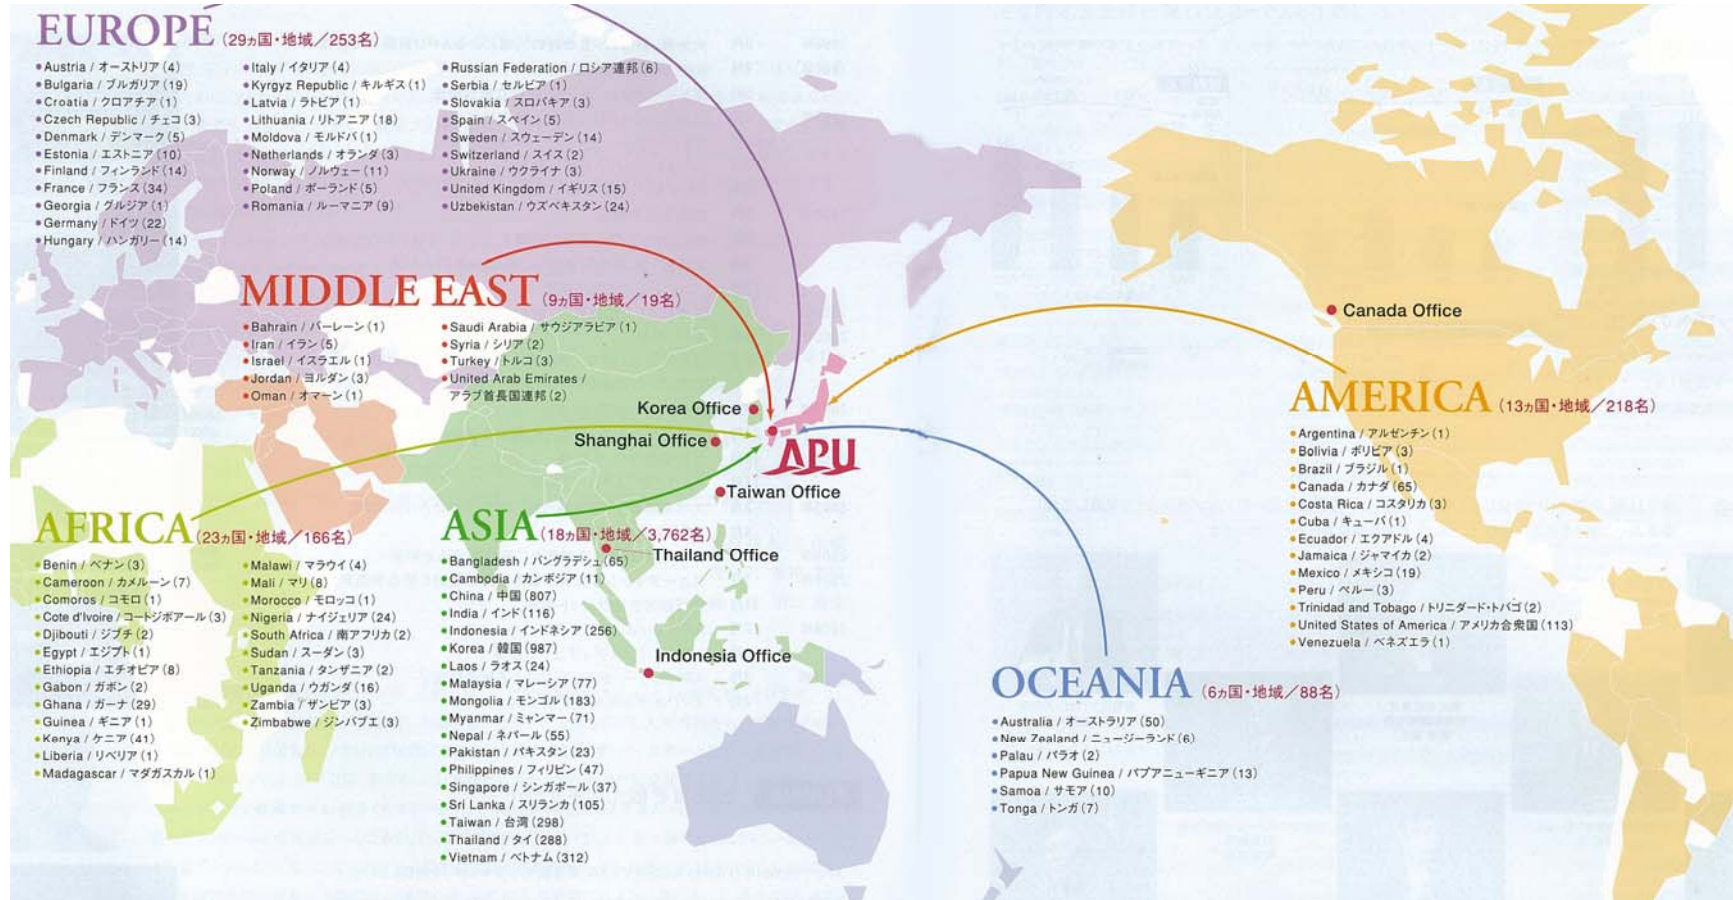 EUROPE (29ヵ国・地域／253名)
•Austria / オーストリア (4)
•Bulgaria / ブルガリア (19)
•Croatia / クロアチア (1)
•Czech Republic / チェコ (3)
•Denmark / デンマーク (5)
•Estonia / エストニア (10)
•Finland / フィンランド (14)
•France / フランス (34)
•Georgia / グルジア (1)
•Germany / ドイツ (22)
•Hungary / ハンガリー (14)
•Italy / イタリア (4)
•Kyrgyz Republic / キルギス (1)
•Latvia / ラトビア (1)
•Lithuania / リトアニア (18)
•Moldova / モルドバ (1)
•Netherlands / オランダ (3)
•Norway / ノルウェー (11)
•Poland / ポーランド (5)
•Romania / ルーマニア (9)
•Russian Federation / ロシア連邦 (6)
•Serbia / セルビア (1)
•Slovakia / スロバキア (3)
•Spain / スペイン (5)
•Sweden / スウェーデン (14)
•Switzerland / スイス (2)
•Ukraine / ウクライナ (3)
•United Kingdom / イギリス (15)
•Uzbekistan / ウズベキスタン (24)
MIDDLE EAST (9ヵ国・地域／19名)
•Bahrain / バーレーン (1)
•Iran / イラン (5)
•Israel / イスラエル (1)
•Jordan / ヨルダン (3)
•Oman / オマーン (1)
•Saudi Arabia / サウジアラビア (1)
•Syria / シリア (2)
•Turkey / トルコ (3)
•United Arab Emirates /
アラブ首長国連邦 (2)
Korea Office
Shanghai Office
APU
Taiwan Office
Thailand Office
Indonesia Office
Canada Office
AFRICA (23ヵ国・地域／166名)
•Benin / ベナン (3)
•Cameroon / カメルーン (7)
•Comoros / コモロ (1)
•Cote d'Ivoire / コートジボアール (3)
•Djibouti / ジブチ (2)
•Egypt / エジプト (1)
•Ethiopia / エチオピア (8)
•Gabon / ガボン (2)
•Ghana / ガーナ (29)
•Guinea / ギニア (1)
•Kenya / ケニア (41)
•Liberia / リベリア (1)
•Madagascar / マダガスカル (1)
•Malawi / マラウイ (4)
•Mali / マリ (8)
•Morocco / モロッコ (1)
•Nigeria / ナイジェリア (24)
•South Africa / 南アフリカ (2)
•Sudan / スーダン (3)
•Tanzania / タンザニア (2)
•Uganda / ウガンダ (16)
•Zambia / ザンビア (3)
•Zimbabwe / ジンバブエ (3)
ASIA (18ヵ国・地域／3,762名)
•Bangladesh / バングラデシュ (65)
•Cambodia / カンボジア (11)
•China / 中国 (807)
•India / インド (116)
•Indonesia / インドネシア (256)
•Korea / 韓国 (987)
•Laos / ラオス (24)
•Malaysia / マレーシア (77)
•Mongolia / モンゴル (183)
•Myanmar / ミャンマー (71)
•Nepal / ネパール (55)
•Pakistan / パキスタン (23)
•Philippines / フィリピン (47)
•Singapore / シンガポール (37)
•Sri Lanka / スリランカ (105)
•Taiwan / 台湾 (298)
•Thailand / タイ (288)
•Vietnam / ベトナム (312)
AMERICA (13ヵ国・地域／218名)
•Argentina / アルゼンチン (1)
•Bolivia / ボリビア (3)
•Brazil / ブラジル (1)
•Canada / カナダ (65)
•Costa Rica / コスタリカ (3)
•Cuba / キューバ (1)
•Ecuador / エクアドル (4)
•Jamaica / ジャマイカ (2)
•Mexico / メキシコ (19)
•Peru / ペルー (3)
•Trinidad and Tobago / トリニダード・トバゴ (2)
•United States of America / アメリカ合衆国 (113)
•Venezuela / ベネズエラ (1)
OCEANIA (6ヵ国・地域／88名)
•Australia / オーストラリア (50)
•New Zealand / ニュージーランド (6)
•Palau / パラオ (2)
•Papua New Guinea / パプアニューギニア (13)
•Samoa / サモア (10)
•Tonga / トンガ (7)